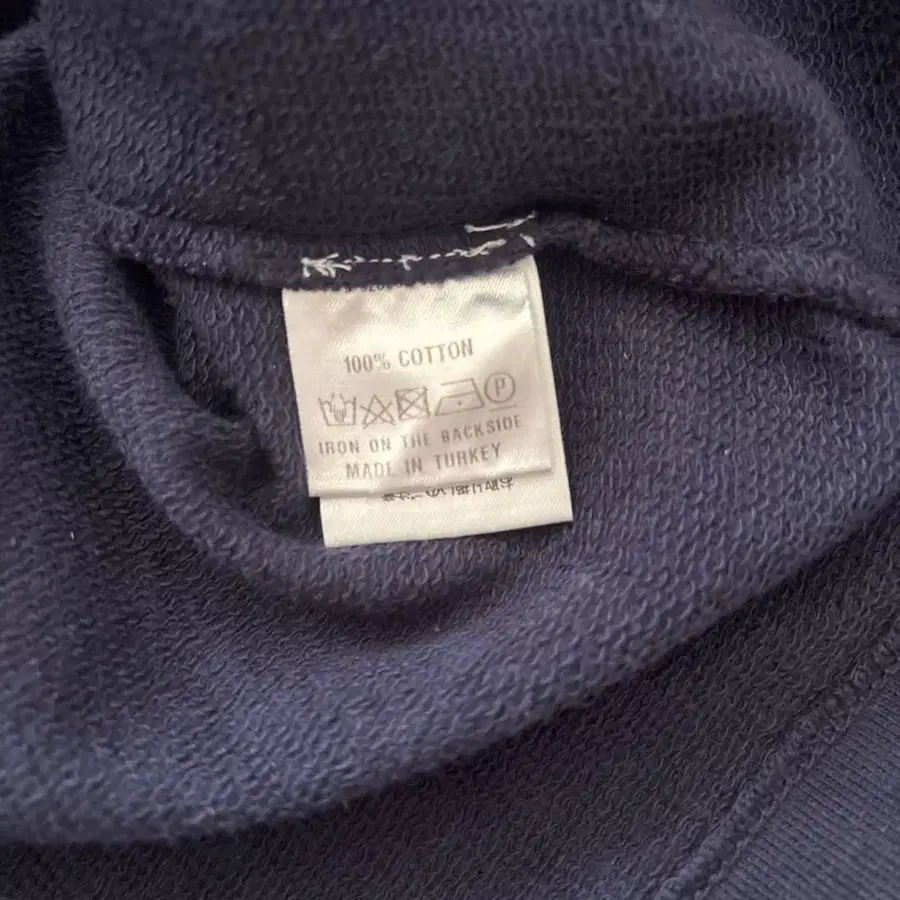 100% COTTON
P
IRON ON THE BACKSIDE
MADE IN TURKEY